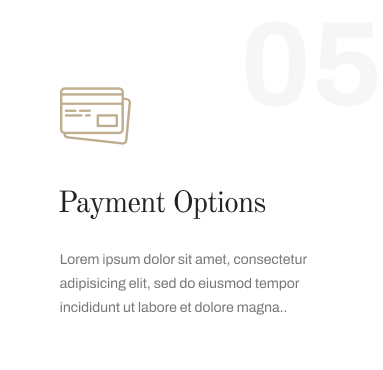 05
Payment Options
Lorem ipsum dolor sit amet, consectetur
adipisicing elit, sed do eiusmod tempor
incididunt ut labore et dolore magna..